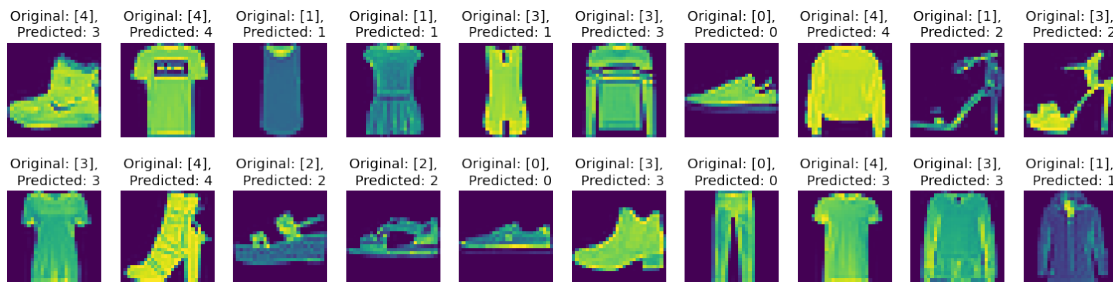 Original: [4], Original: [4], Original: [1], Original: [1], Original: [3], Original: [3], Original: [0], Original: [4], Original: [1], Original: [3],
Predicted: 3 Predicted: 4 Predicted: 1 Predicted: 1 Predicted: 1 Predicted: 3 Predicted: 0 Predicted: 4 Predicted: 2 Predicted: 2
Original: [3], Original: [4], Original: [2], Original: [2], Original: [0], Original: [3], Original: [0], Original: [4], Original: [3], Original: [1],
Predicted: 3 Predicted: 4 Predicted: 2 Predicted: 2 Predicted: 0 Predicted: 3 Predicted: 0 Predicted: 3 Predicted: 3 Predicted: 1